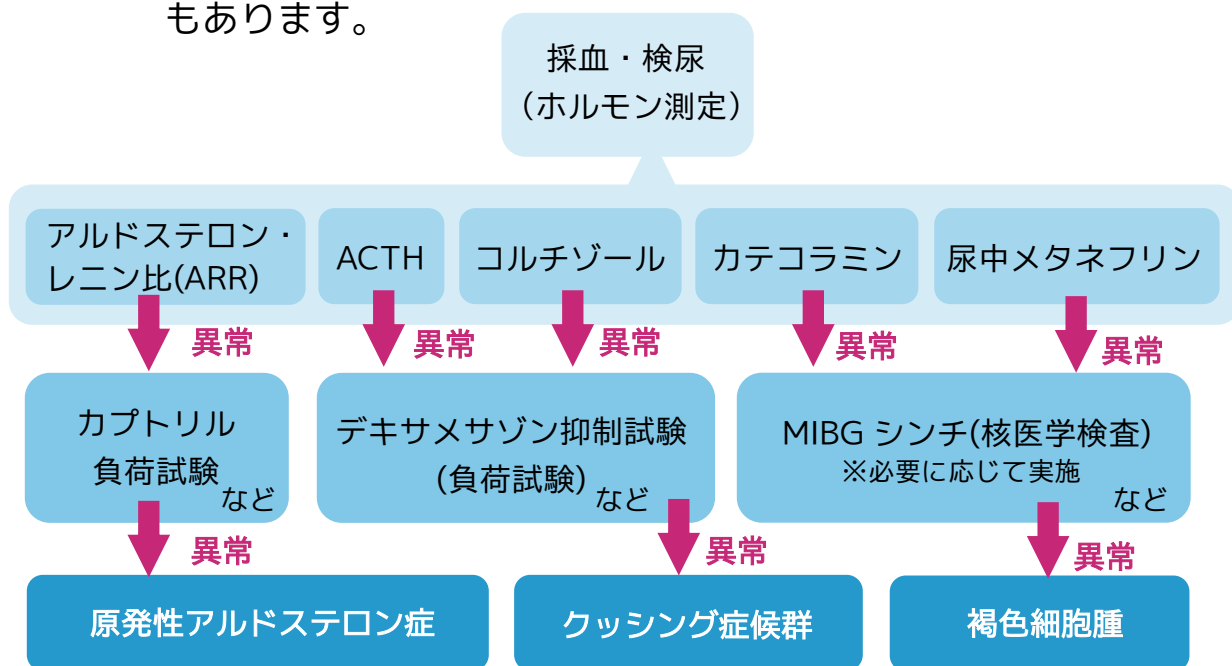 もあります。
採血・検尿
（ホルモン測定）
アルドステロン・
レニン比(ARR)
ACTH
コルチゾール
カテコラミン
尿中メタネフリン
異常
異常
異常
異常
異常
カプトリル
負荷試験
など
デキサメサゾン抑制試験
(負荷試験)
など
MIBG シンチ(核医学検査)
※必要に応じて実施
など
異常
異常
異常
原発性アルドステロン症
クッシング症候群
褐色細胞腫